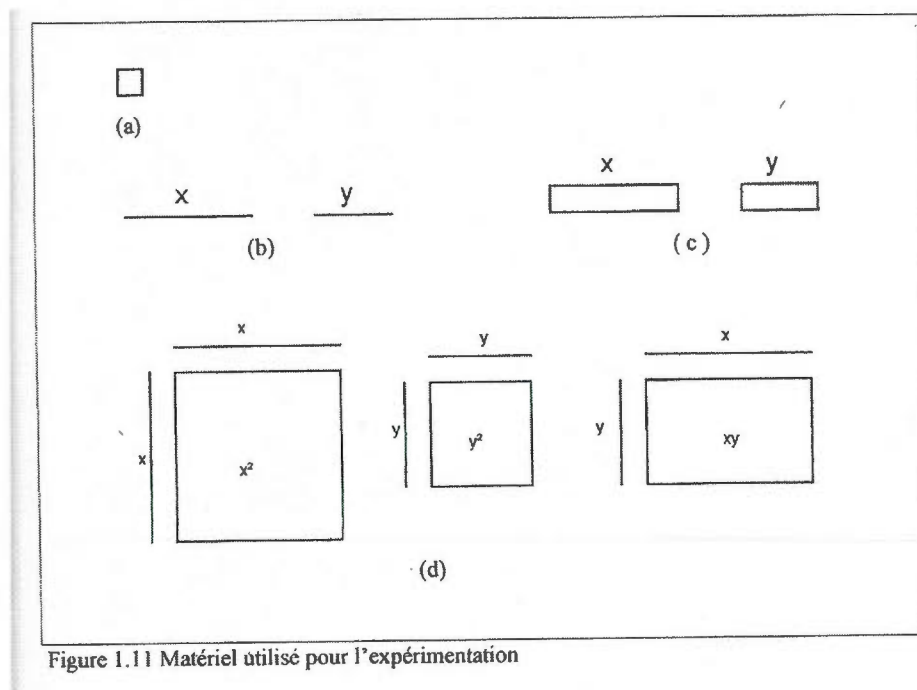 (a)
x y
(b)
x y
( c )
x y x
x x² y y² y xy
(d)
Figure 1.11 Matériel utilisé pour l'expérimentation